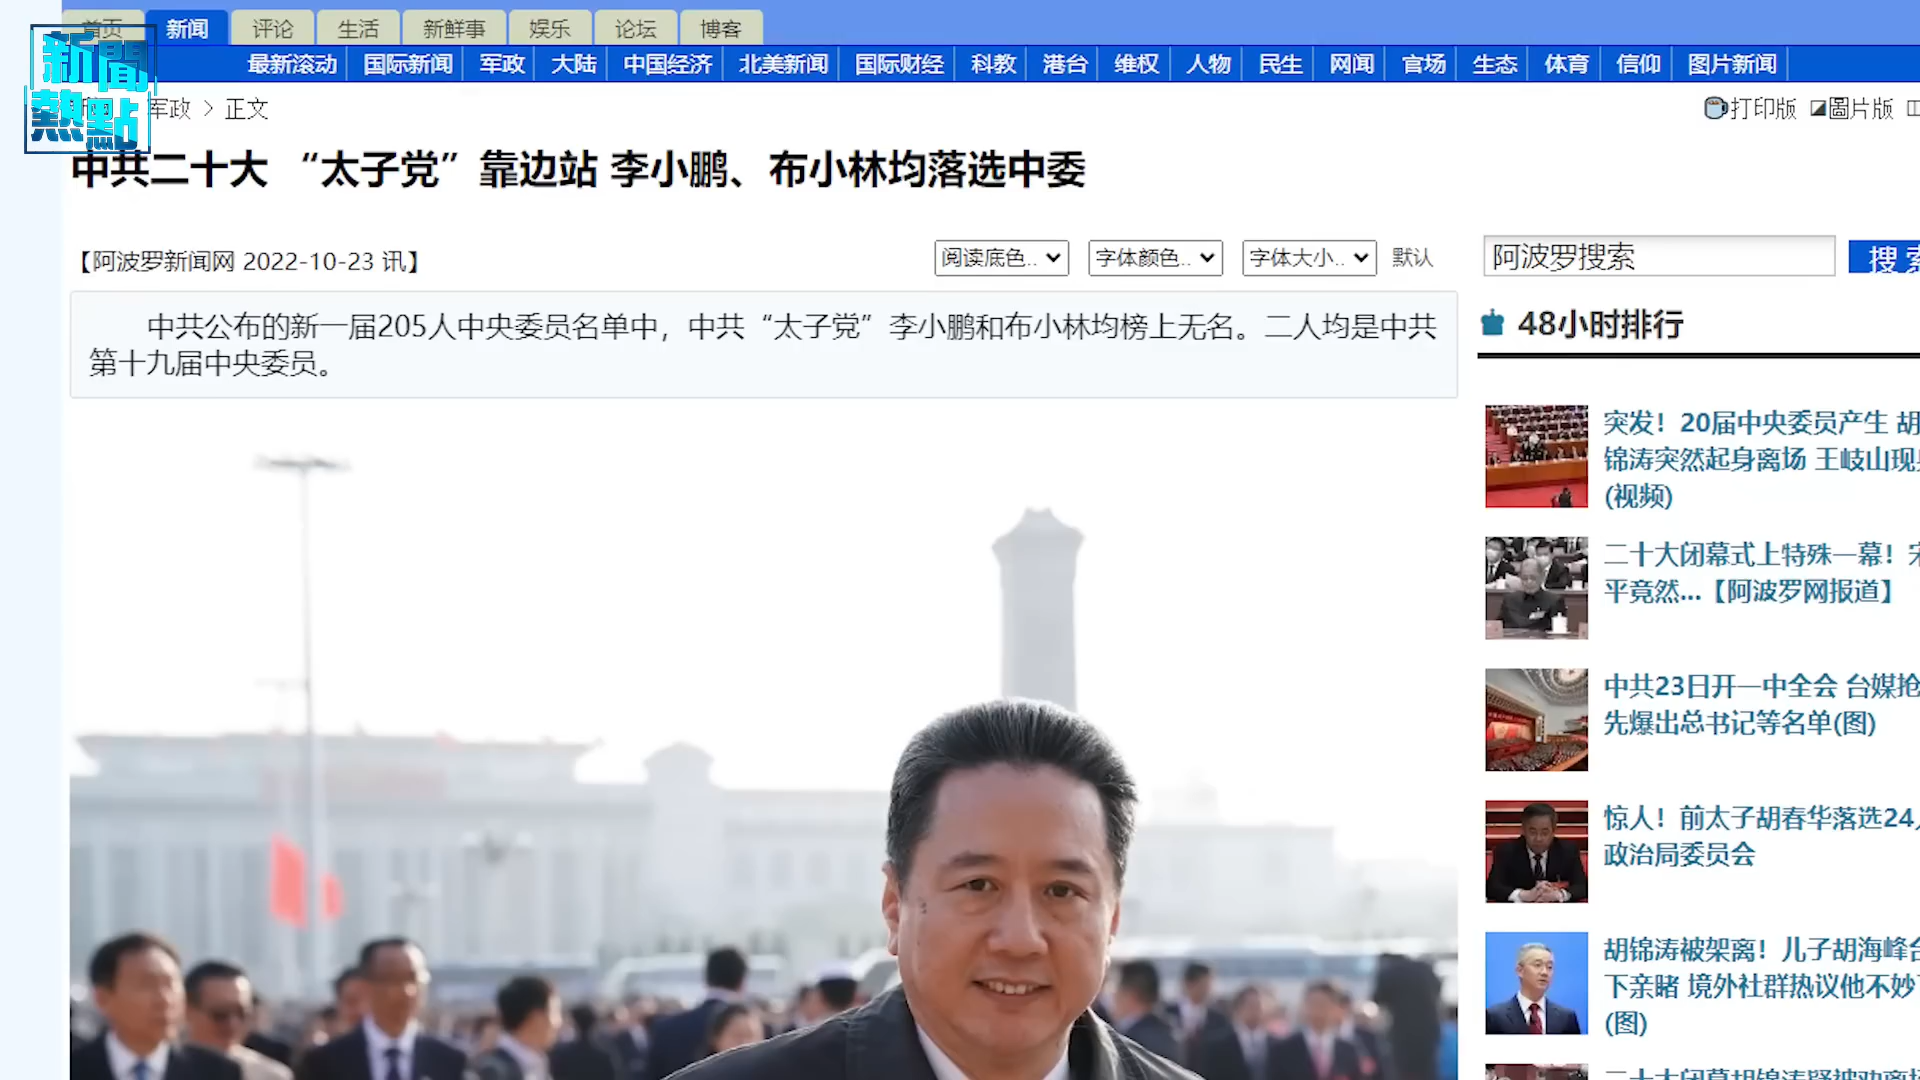 首页 新闻 评论 生活 新鲜事 娱乐 论坛 博客
最新滚动 国际新闻 军政 大陆 中国经济 北美新闻 国际财经 科教 港台 维权 人物 民生 网闻 官场 生态 体育 信仰 图片新闻
新聞
熱點
军政 > 正文
打印版 圖片版
中共二十大 “太子党”靠边站 李小鹏、布小林均落选中委
【阿波罗新闻网 2022-10-23 讯】
阅读底色.. 字体颜色.. 字体大小.. 默认
阿波罗搜索
搜索
中共公布的新一届205人中央委员名单中，中共“太子党”李小鹏和布小林均榜上无名。二人均是中共
第十九届中央委员。
48小时排行
突发！20届中央委员产生 胡
锦涛突然起身离场 王岐山现
(视频)
二十大闭幕式上特殊一幕！
平竟然...【阿波罗网报道】
中共23日开一中全会 台媒抢
先爆出总书记等名单(图)
惊人！前太子胡春华落选24
政治局委员会
胡锦涛被架离！儿子胡海峰台
下亲睹 境外社群热议他不妙
(图)